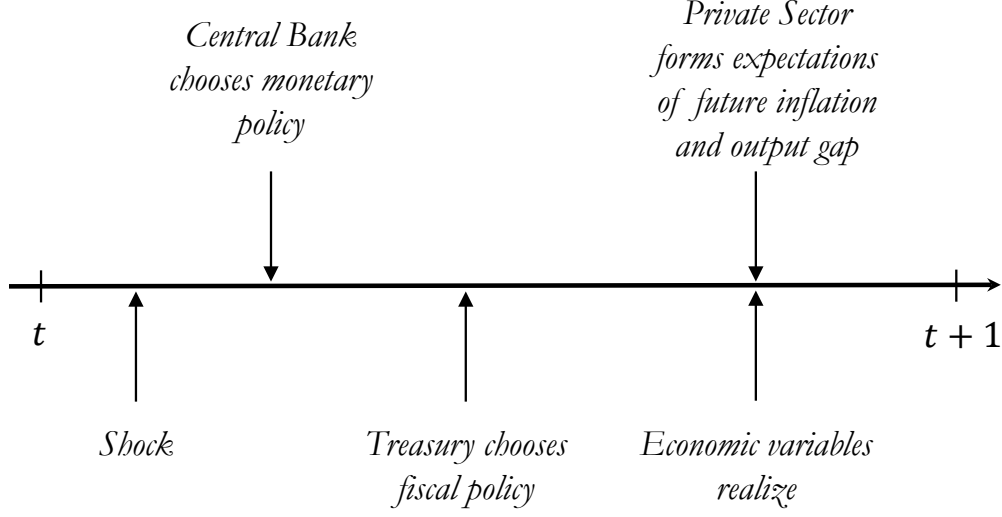 Central Bank
chooses monetary
policy
Private Sector
forms expectations
of future inflation
and output gap
t
t + 1
Shock
Treasury chooses
fiscal policy
Economic variables
realize